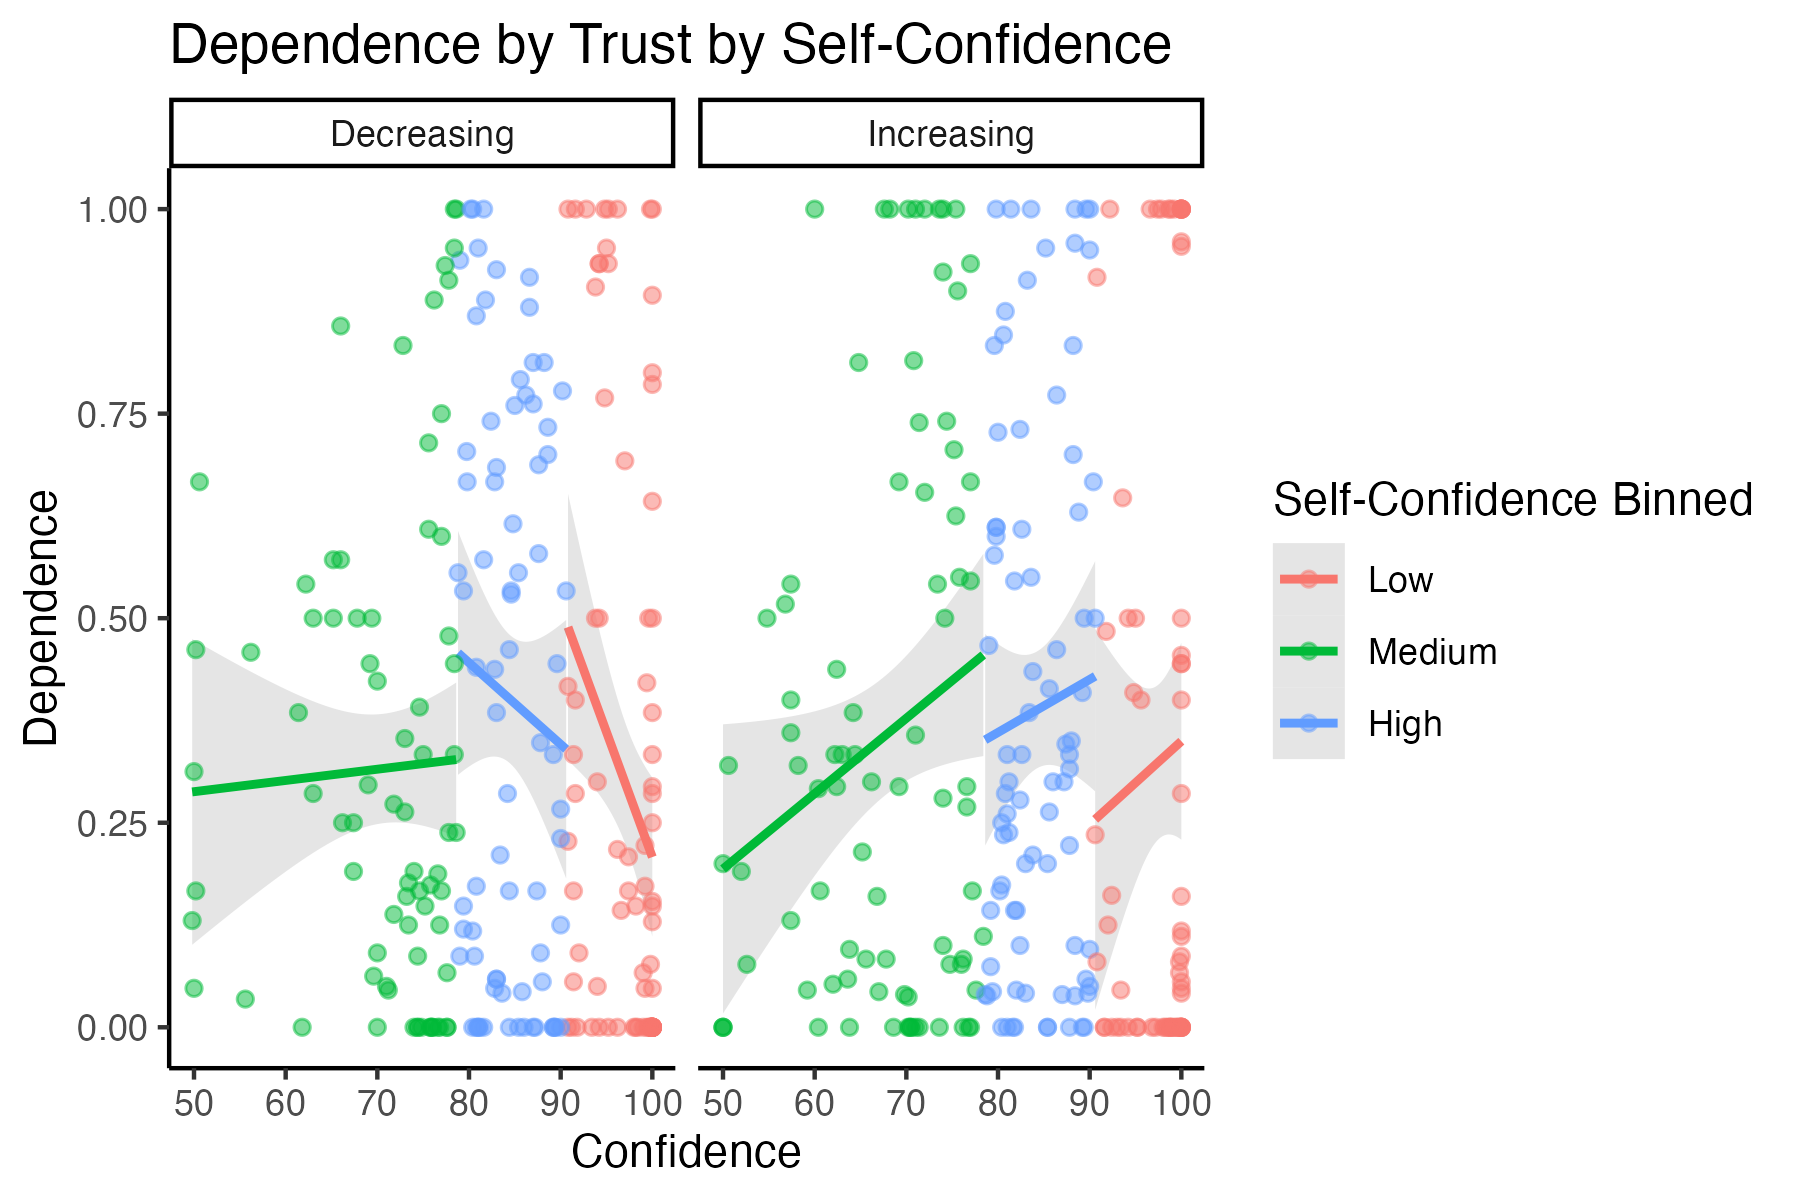 Dependence by Trust by Self-Confidence
Decreasing
Increasing
1.00
0.75
0.50
0.25
0.00
Dependence
50 60 70 80 90 100
50 60 70 80 90 100
Confidence
Self-Confidence Binned
Low
Medium
High